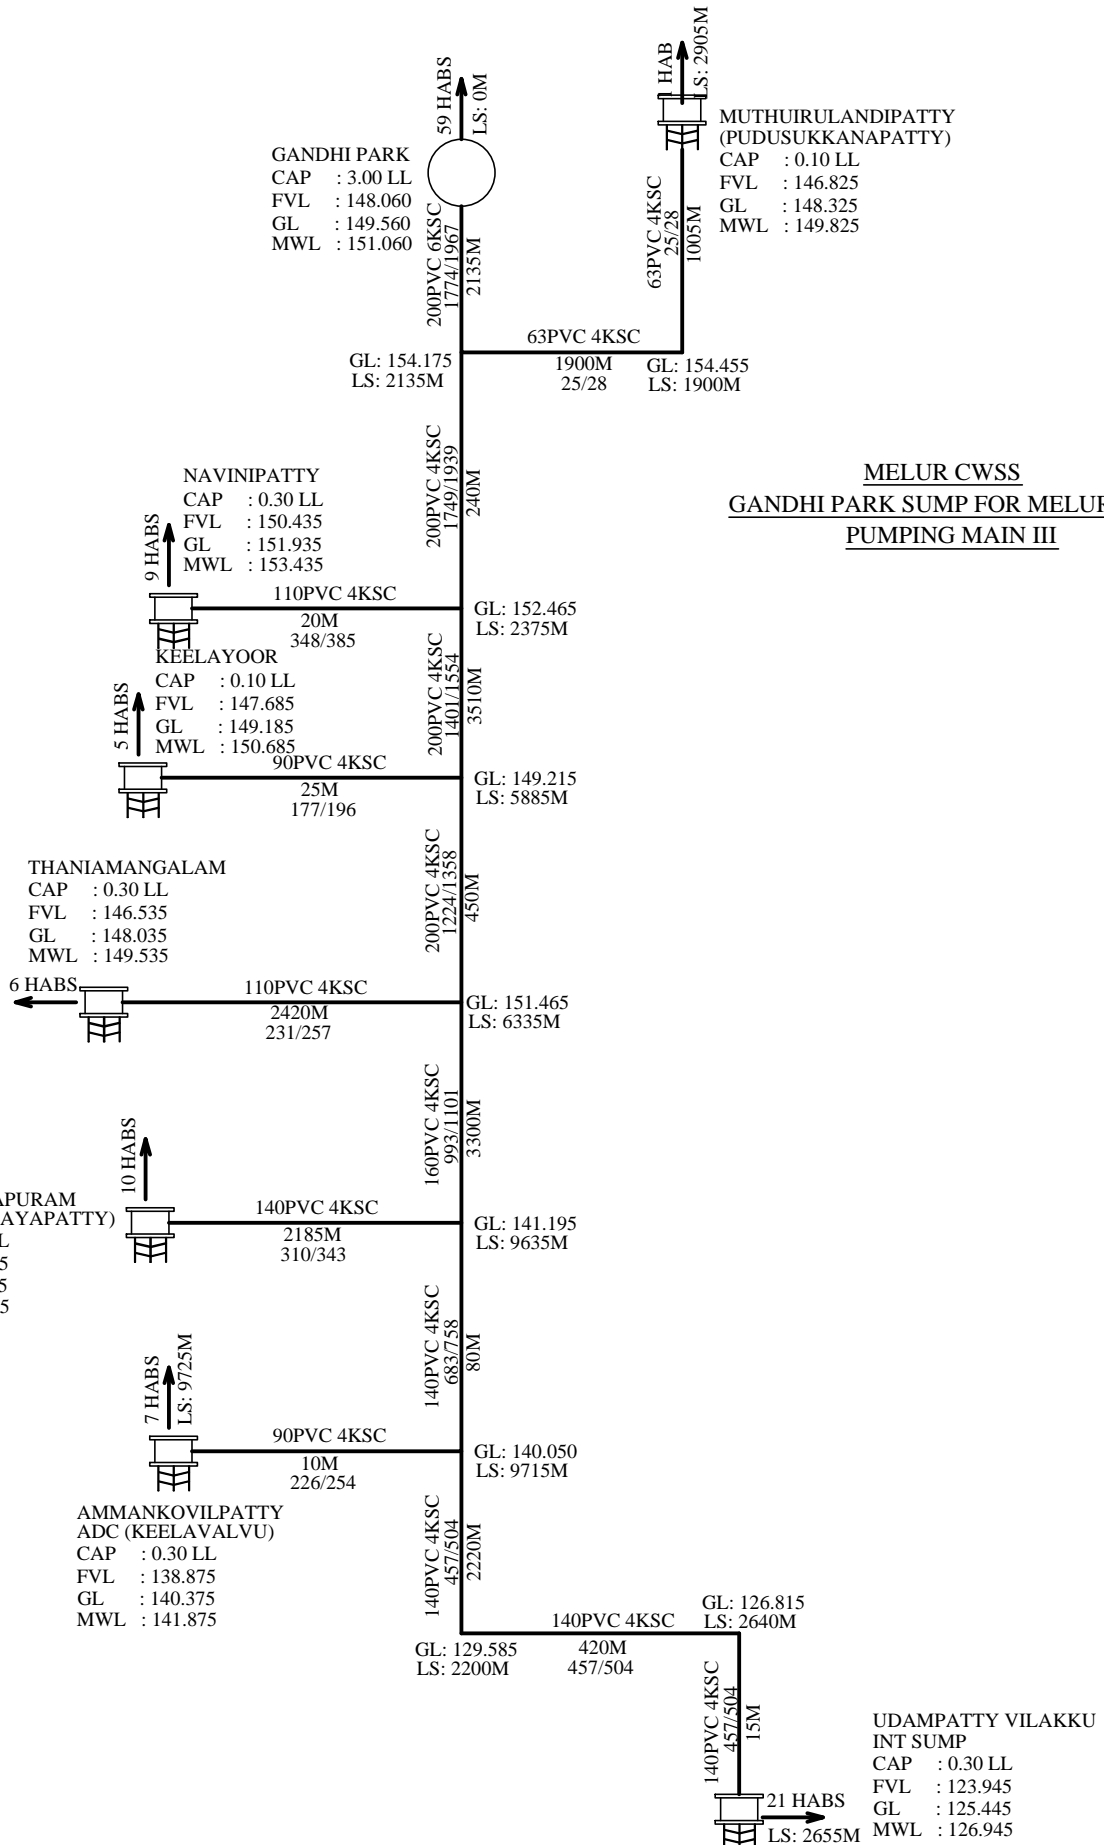 59 HABS
LS: 0M
1 HAB
LS: 2905M
GANDHI PARK
CAP : 3.00 LL
FVL : 148.060
GL : 149.560
MWL : 151.060
MUTHUIRULANDIPATTY
(PUDUSUKKANAPATTY)
CAP : 0.10 LL
FVL : 146.825
GL : 148.325
MWL : 149.825
200PVC 6KSC
1774/1967
2135M
63PVC 4KSC
25/28
1005M
63PVC 4KSC
1900M
25/28
GL: 154.175
LS: 2135M
GL: 154.455
LS: 1900M
MELUR CWSS
GANDHI PARK SUMP FOR MELUR
PUMPING MAIN III
200PVC 4KSC
1749/1939
240M
NAVINIPATTY
CAP : 0.30 LL
FVL : 150.435
GL : 151.935
MWL : 153.435
9 HABS
110PVC 4KSC
20M
348/385
GL: 152.465
LS: 2375M
KEELAYOOR
CAP : 0.10 LL
FVL : 147.685
GL : 149.185
MWL : 150.685
5 HABS
200PVC 4KSC
1401/1554
3510M
90PVC 4KSC
25M
177/196
GL: 149.215
LS: 5885M
THANIAMANGALAM
CAP : 0.30 LL
FVL : 146.535
GL : 148.035
MWL : 149.535
200PVC 4KSC
1224/1358
450M
6 HABS
110PVC 4KSC
2420M
231/257
GL: 151.465
LS: 6335M
160PVC 4KSC
993/1101
3300M
10 HABS
APURAM
AYAPATTY)
L
5
5
5
140PVC 4KSC
2185M
310/343
GL: 141.195
LS: 9635M
140PVC 4KSC
683/758
80M
7 HABS
LS: 9725M
90PVC 4KSC
10M
226/254
GL: 140.050
LS: 9715M
AMMANKOVILPATTY
ADC (KEELAVALVU)
CAP : 0.30 LL
FVL : 138.875
GL : 140.375
MWL : 141.875
140PVC 4KSC
457/504
2220M
GL: 126.815
LS: 2640M
140PVC 4KSC
420M
457/504
GL: 129.585
LS: 2200M
140PVC 4KSC
457/504
15M
UDAMPATTY VILAKKU
INT SUMP
CAP : 0.30 LL
FVL : 123.945
GL : 125.445
MWL : 126.945
21 HABS
LS: 2655M